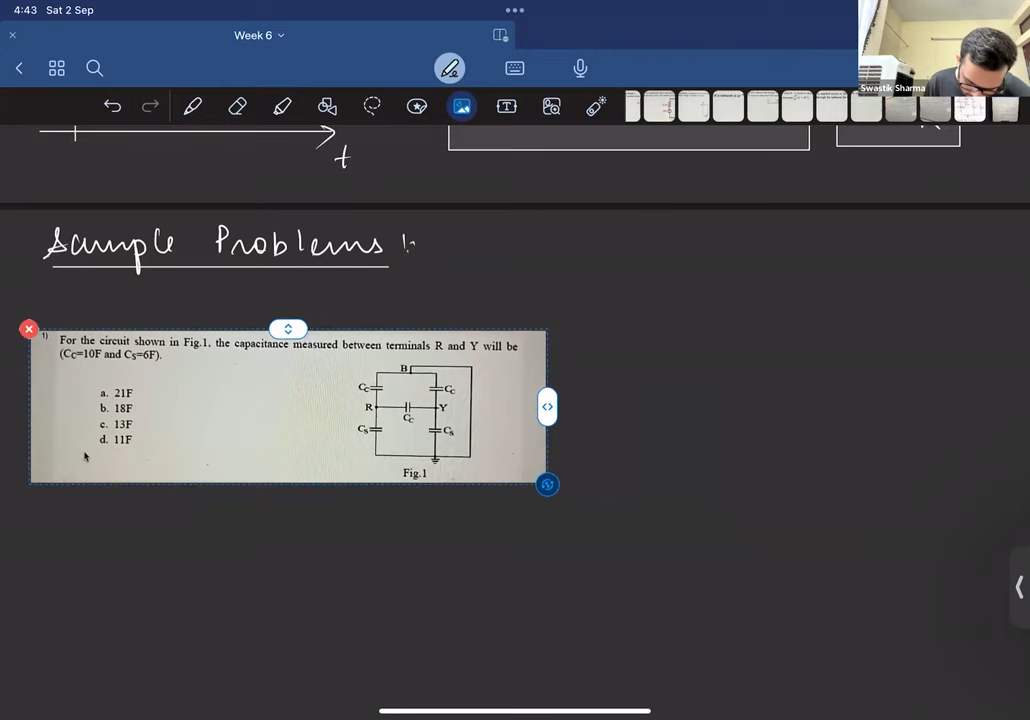 4:43 Sat 2 Sep
Week 6
Swastik Sharma
t
Sample Problems
1) For the circuit shown in Fig.1, the capacitance measured between terminals R and Y will be
(Cc=10F and Cs=6F).
a. 21F
b. 18F
c. 13F
d. 11F
B
Cc
Cc
R
Y
Cc
Cs
Cs
Fig.1